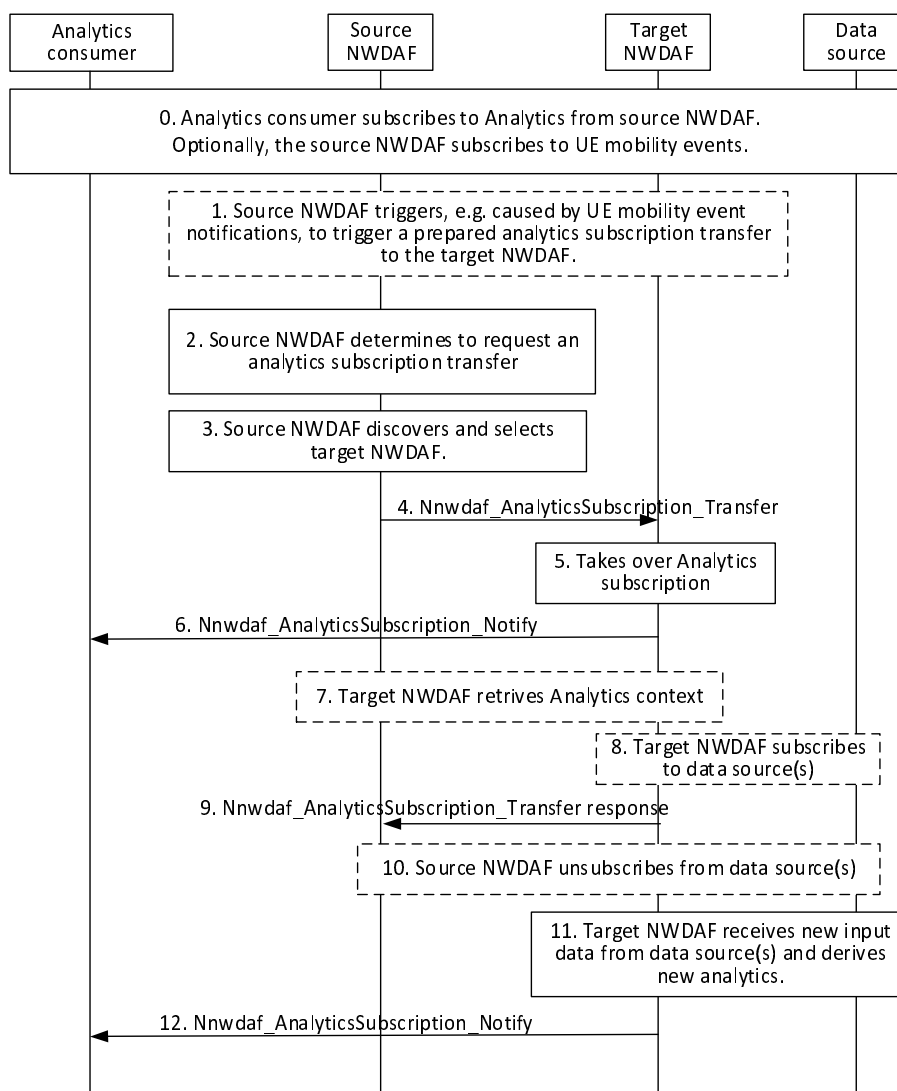 Analytics
consumer
Source
NWDAF
Target
NWDAF
Data
source
0. Analytics consumer subscribes to Analytics from source NWDAF.
Optionally, the source NWDAF subscribes to UE mobility events.
1. Source NWDAF triggers, e.g. caused by UE mobility event
notifications, to trigger a prepared analytics subscription transfer
to the target NWDAF.
2. Source NWDAF determines to request an
analytics subscription transfer
3. Source NWDAF discovers and selects
target NWDAF.
4. Nnwdaf_AnalyticsSubscription_Transfer
5. Takes over Analytics
subscription
6. Nnwdaf_AnalyticsSubscription_Notify
7. Target NWDAF retrives Analytics context
8. Target NWDAF subscribes
to data source(s)
9. Nnwdaf_AnalyticsSubscription_Transfer response
10. Source NWDAF unsubscribes from data source(s)
11. Target NWDAF receives new input
data from data source(s) and derives
new analytics.
12. Nnwdaf_AnalyticsSubscription_Notify